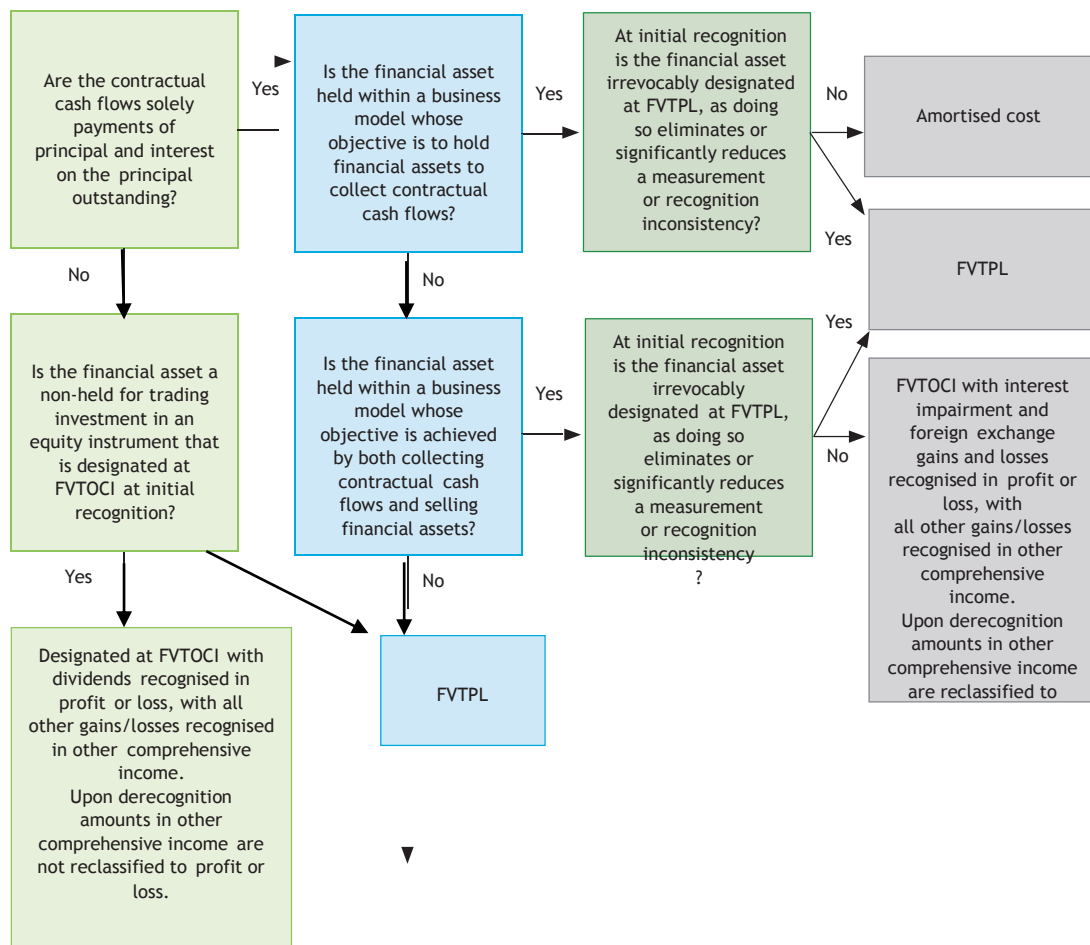 Are the contractual
cash flows solely
payments of
principal and interest
on the principal
outstanding?
Yes
Is the financial asset
held within a business
model whose
objective is to hold
financial assets to
collect contractual
cash flows?
Yes
At initial recognition
is the financial asset
irrevocably designated
at FVTPL, as doing
so eliminates or
significantly reduces
a measurement
or recognition
inconsistency?
No
Amortised cost
Yes
FVTPL
No
No
Is the financial asset a
non-held for trading
investment in an
equity instrument that
is designated at
FVTOCI at initial
recognition?
Is the financial asset
held within a business
model whose
objective is achieved
by both collecting
contractual cash
flows and selling
financial assets?
Yes
At initial recognition
is the financial asset
irrevocably
designated at FVTPL,
as doing so
eliminates or
significantly reduces
a measurement
or recognition
inconsistency
?
Yes
No
FVTOCI with interest
impairment and
foreign exchange
gains and losses
recognised in profit or
loss, with
all other gains/losses
recognised in other
comprehensive
income.
Upon derecognition
amounts in other
comprehensive income
are reclassified to
Yes
No
Designated at FVTOCI with
dividends recognised in
profit or loss, with all
other gains/losses recognised
in other comprehensive
income.
Upon derecognition
amounts in other
comprehensive income are
not reclassified to profit or
loss.
FVTPL